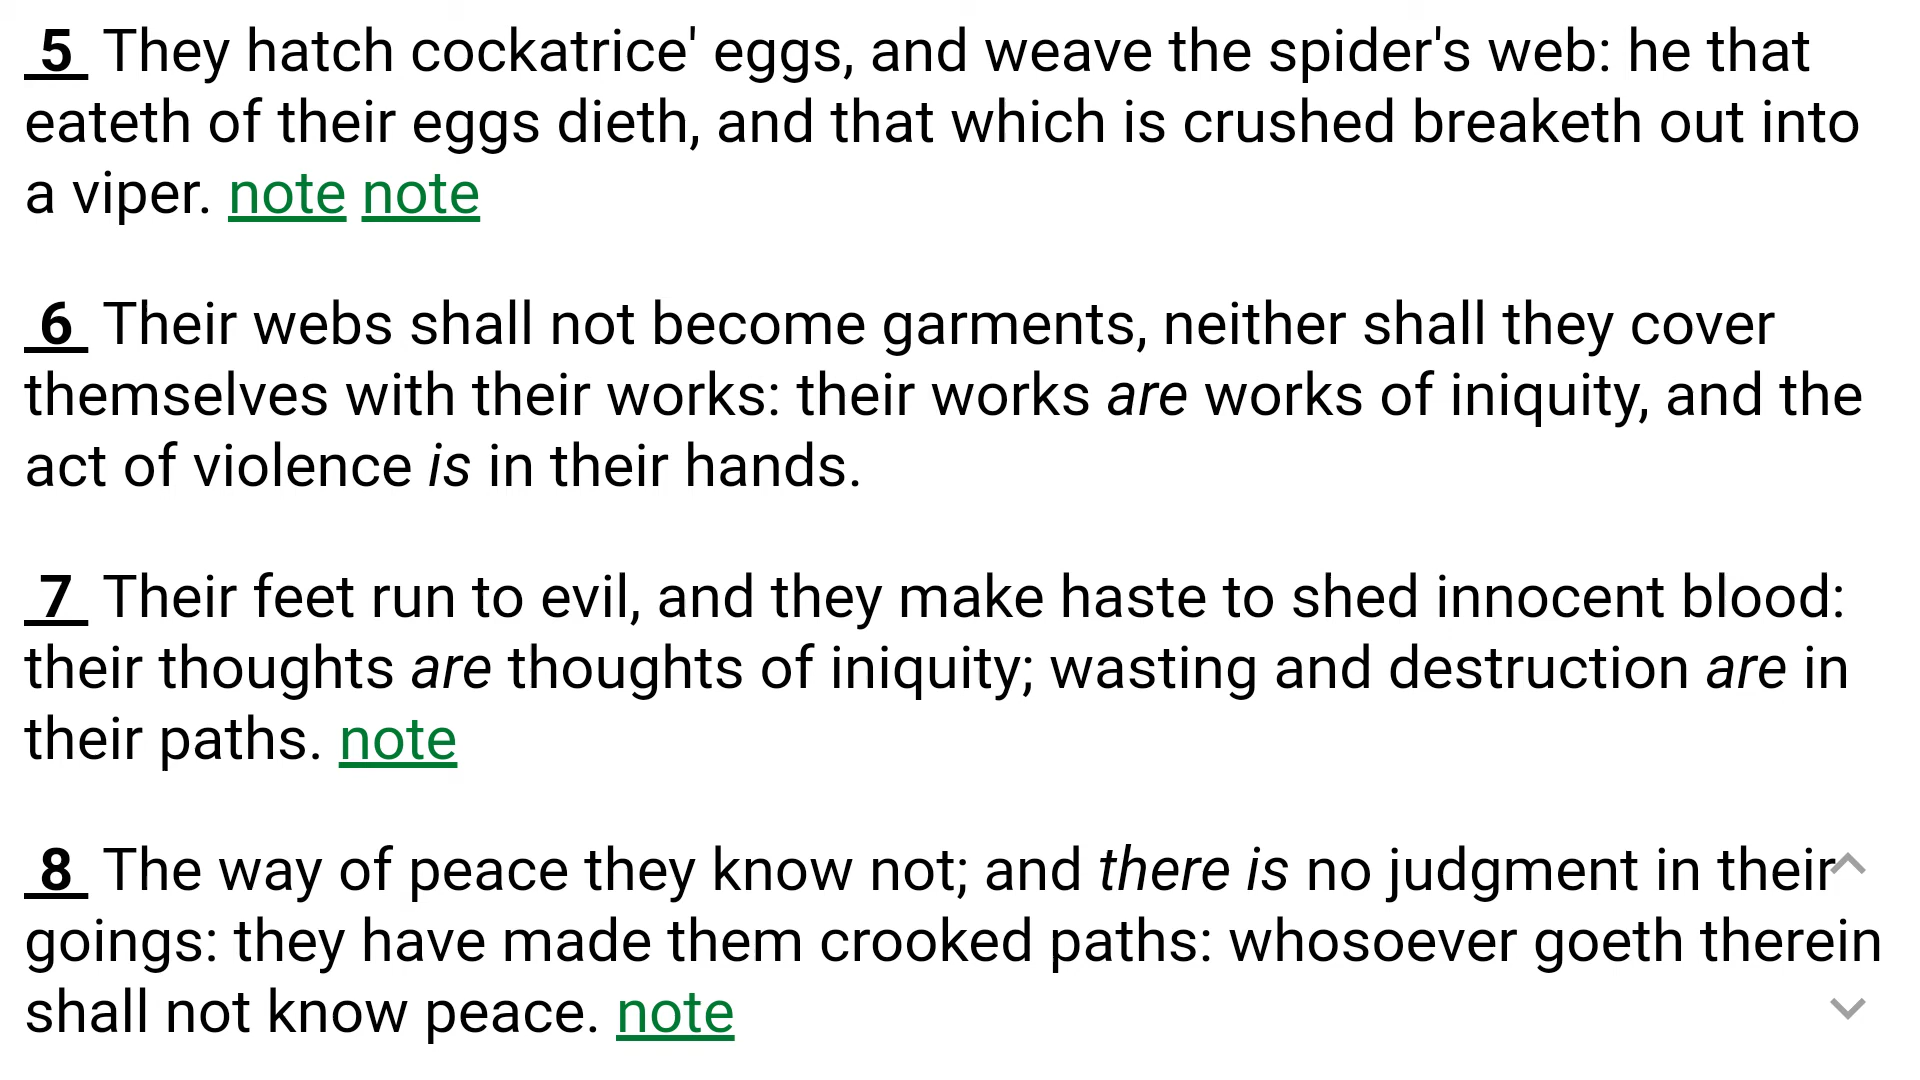 5 They hatch cockatrice' eggs, and weave the spider's web: he that
eateth of their eggs dieth, and that which is crushed breaketh out into
a viper. note note
6 Their webs shall not become garments, neither shall they cover
themselves with their works: their works are works of iniquity, and the
act of violence is in their hands.
7 Their feet run to evil, and they make haste to shed innocent blood:
their thoughts are thoughts of iniquity; wasting and destruction are in
their paths. note
8 The way of peace they know not; and there is no judgment in their
goings: they have made them crooked paths: whosoever goeth therein
shall not know peace. note